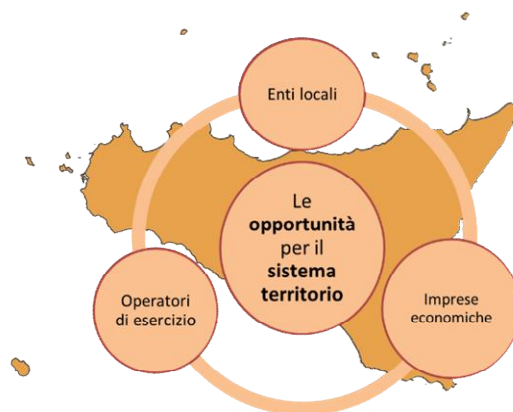 Enti locali
Le
opportunità
per il
sistema
territorio
Operatori
di esercizio
Imprese
economiche